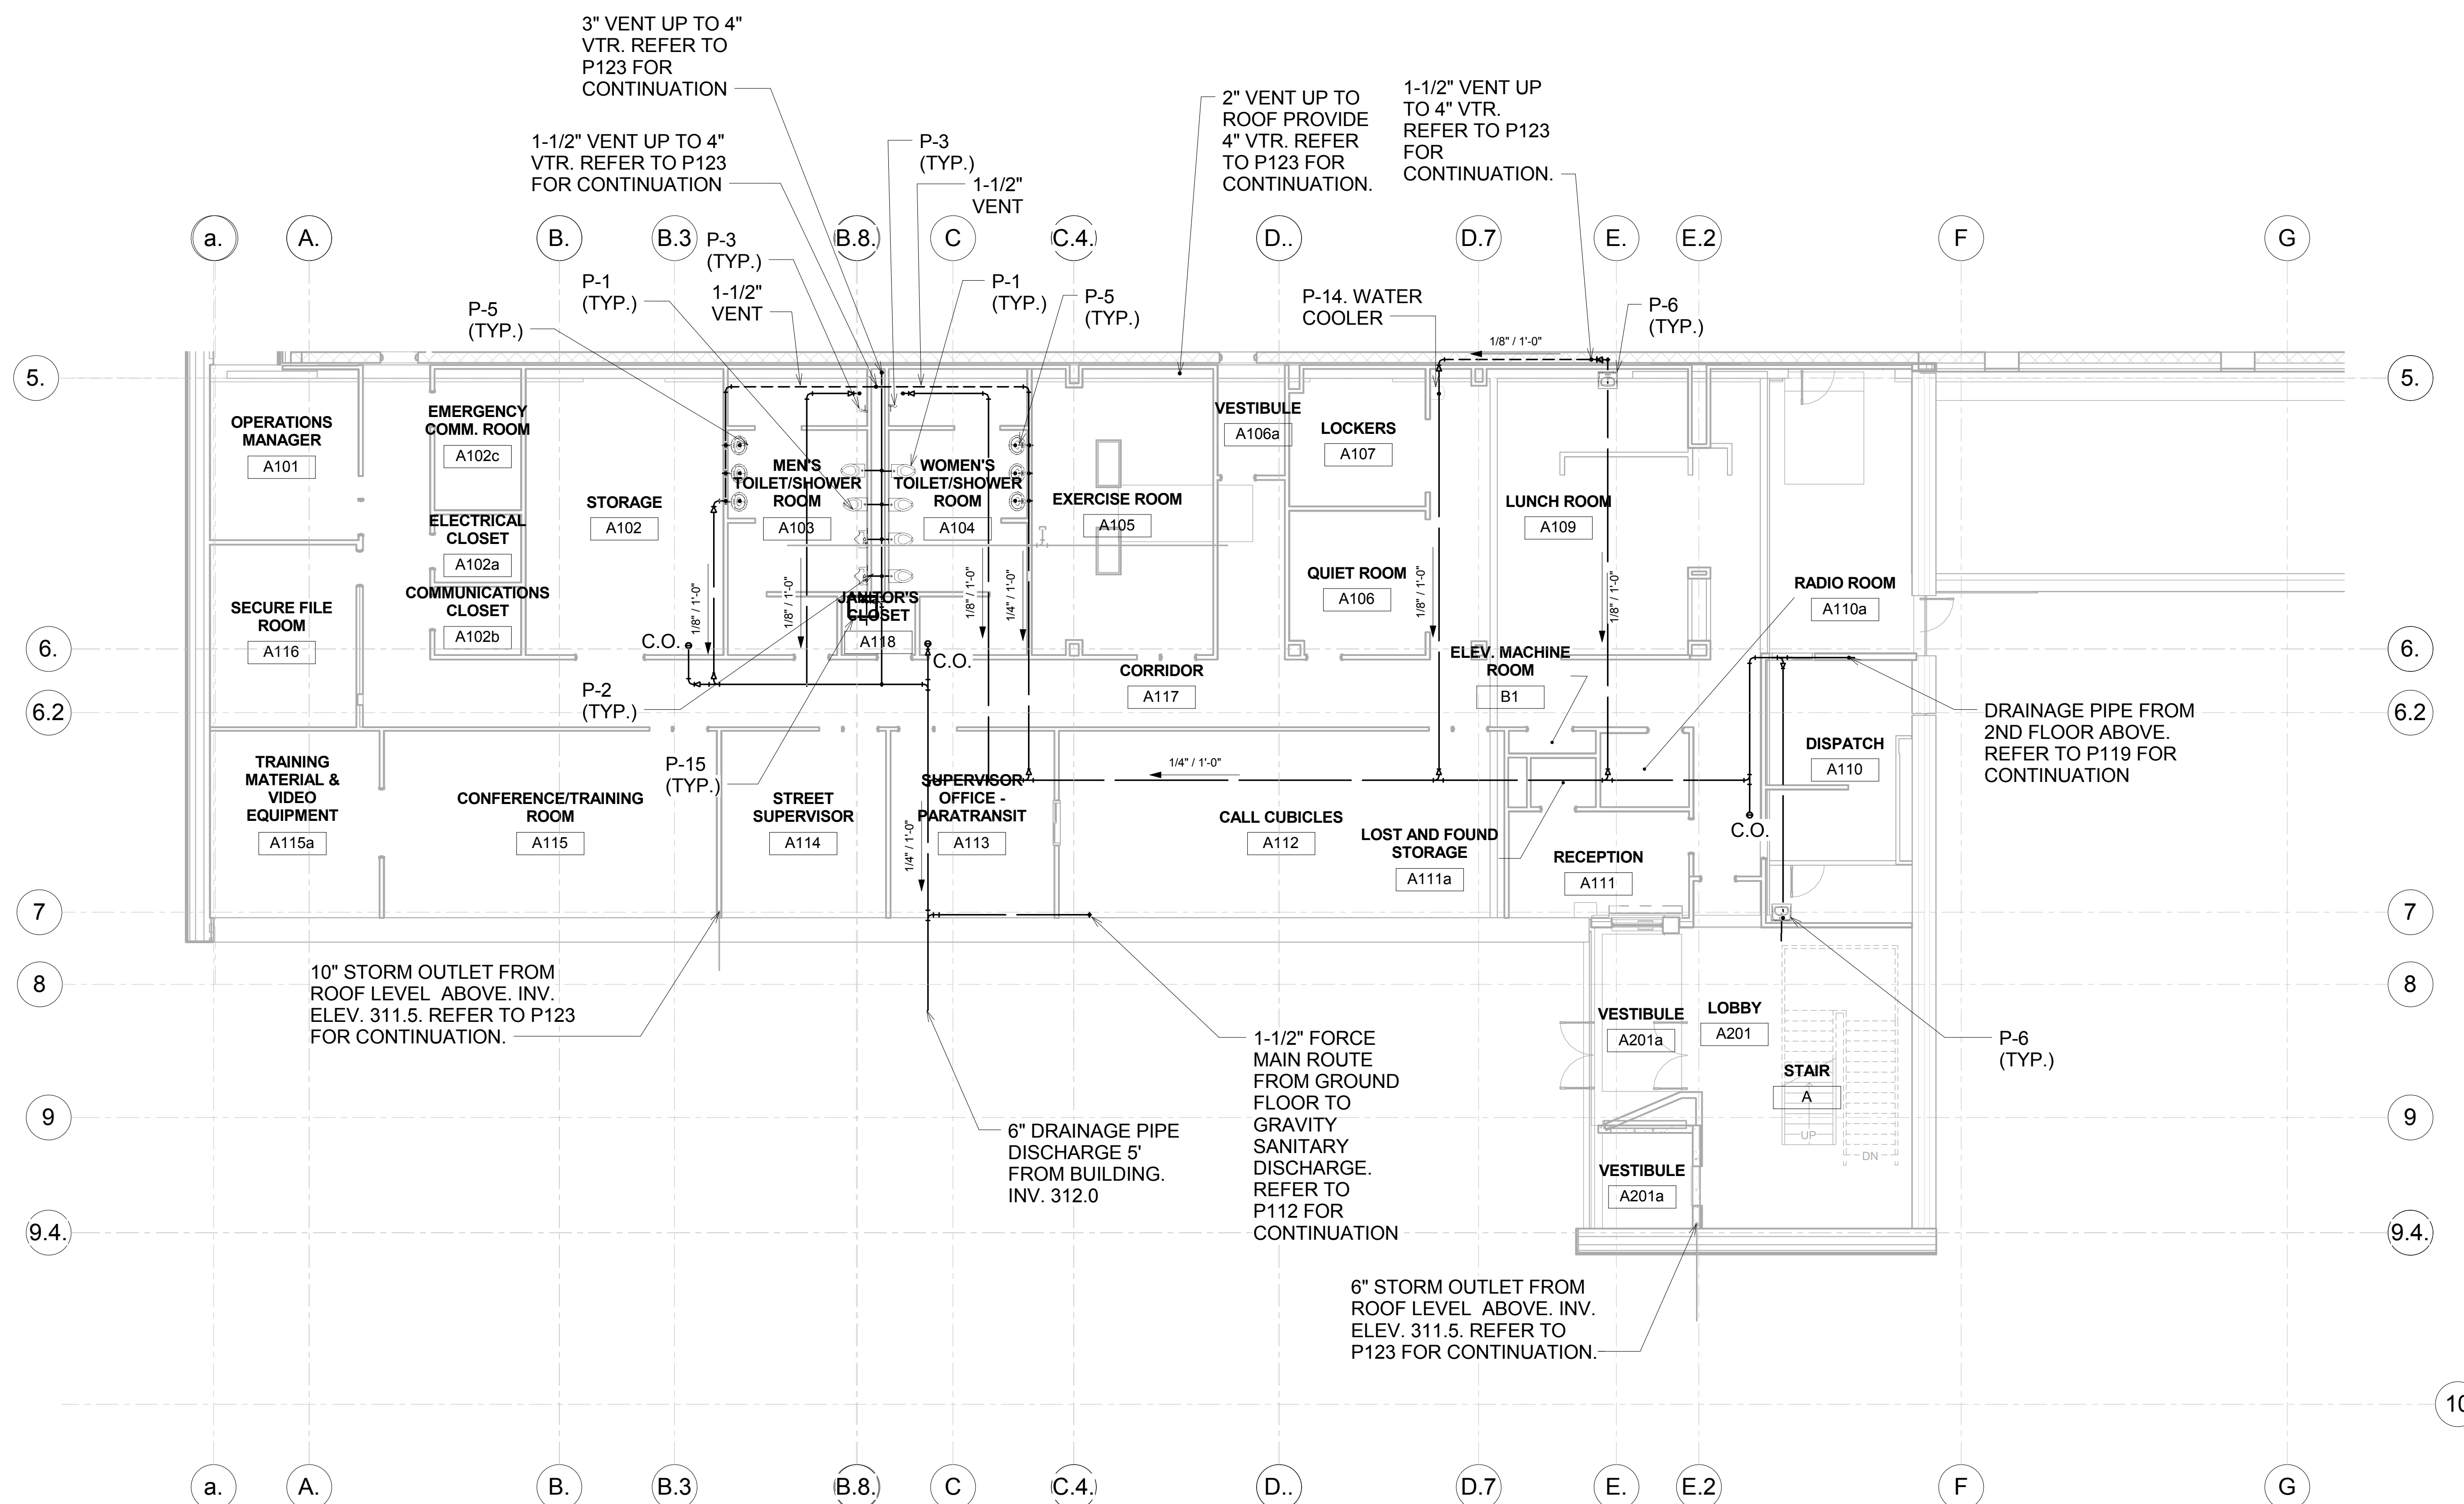 3" VENT UP TO 4"
VTR. REFER TO
P123 FOR
CONTINUATION
1-1/2" VENT UP TO 4"
VTR. REFER TO P123
FOR CONTINUATION
P-3
(TYP.)
1-1/2"
VENT
2" VENT UP TO
ROOF PROVIDE
4" VTR. REFER
TO P123 FOR
CONTINUATION.
1-1/2" VENT UP
TO 4" VTR.
REFER TO P123
FOR
CONTINUATION.
a.
A.
B.
B.3
B.8.
C
C.4.
D..
D.7
E.
E.2
F
G
P-3
(TYP.)
P-1
(TYP.)
1-1/2"
VENT
P-5
(TYP.)
P-1
(TYP.)
P-5
(TYP.)
P-14. WATER
COOLER
P-6
(TYP.)
1/8" / 1'-0"
5.
5.
OPERATIONS
MANAGER
A101
EMERGENCY
COMM. ROOM
A102c
STORAGE
A102
MEN'S
TOILET/SHOWER
ROOM
A103
WOMEN'S
TOILET/SHOWER
ROOM
A104
EXERCISE ROOM
A105
VESTIBULE
A106a
LOCKERS
A107
LUNCH ROOM
A109
ELECTRICAL
CLOSET
A102a
COMMUNICATIONS
CLOSET
A102b
SECURE FILE
ROOM
A116
JANITOR'S
CLOSET
A118
QUIET ROOM
A106
RADIO ROOM
A110a
1/8" / 1'-0"
1/8" / 1'-0"
1/8" / 1'-0"
1/4" / 1'-0"
1/8" / 1'-0"
1/8" / 1'-0"
6.
6.
C.O.
C.O.
CORRIDOR
A117
ELEV. MACHINE
ROOM
B1
6.2
6.2
P-2
(TYP.)
P-15
(TYP.)
DRAINAGE PIPE FROM
2ND FLOOR ABOVE.
REFER TO P119 FOR
CONTINUATION
TRAINING
MATERIAL &
VIDEO
EQUIPMENT
A115a
CONFERENCE/TRAINING
ROOM
A115
STREET
SUPERVISOR
A114
SUPERVISOR
OFFICE -
PARATRANSIT
A113
1/4" / 1'-0"
1/4" / 1'-0"
CALL CUBICLES
A112
LOST AND FOUND
STORAGE
A111a
RECEPTION
A111
DISPATCH
A110
C.O.
7
7
10" STORM OUTLET FROM
ROOF LEVEL ABOVE. INV.
ELEV. 311.5. REFER TO P123
FOR CONTINUATION.
8
8
VESTIBULE
A201a
LOBBY
A201
STAIR
A
UP
DN
P-6
(TYP.)
1-1/2" FORCE
MAIN ROUTE
FROM GROUND
FLOOR TO
GRAVITY
SANITARY
DISCHARGE.
REFER TO
P112 FOR
CONTINUATION
9
9
6" DRAINAGE PIPE
DISCHARGE 5'
FROM BUILDING.
INV. 312.0
VESTIBULE
A201a
9.4.
9.4.
6" STORM OUTLET FROM
ROOF LEVEL ABOVE. INV.
ELEV. 311.5. REFER TO
P123 FOR CONTINUATION.
10
a.
A.
B.
B.3
B.8.
C
C.4.
D..
D.7
E.
E.2
F
G